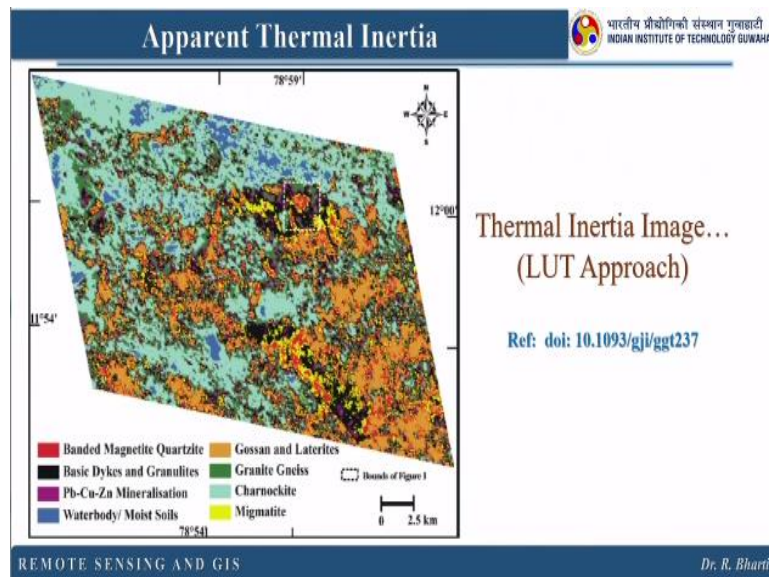 Apparent Thermal Inertia
भारतीय प्रौद्योगिकी संस्थान गुवाहाटी
INDIAN INSTITUTE OF TECHNOLOGY GUWAHA
78°59'
N
W E
S
12°00'
11°54'
Thermal Inertia Image...
(LUT Approach)
Ref: doi: 10.1093/gji/ggt237
Banded Magnetite Quartzite
Basic Dykes and Granulites
Pb-Cu-Zn Mineralisation
Waterbody/ Moist Soils
Gossan and Laterites
Granite Gneiss
Charnockite
Migmatite
Bounds of Figure 1
0 2.5 km
78°54'
REMOTE SENSING AND GIS
Dr. R. Bharti